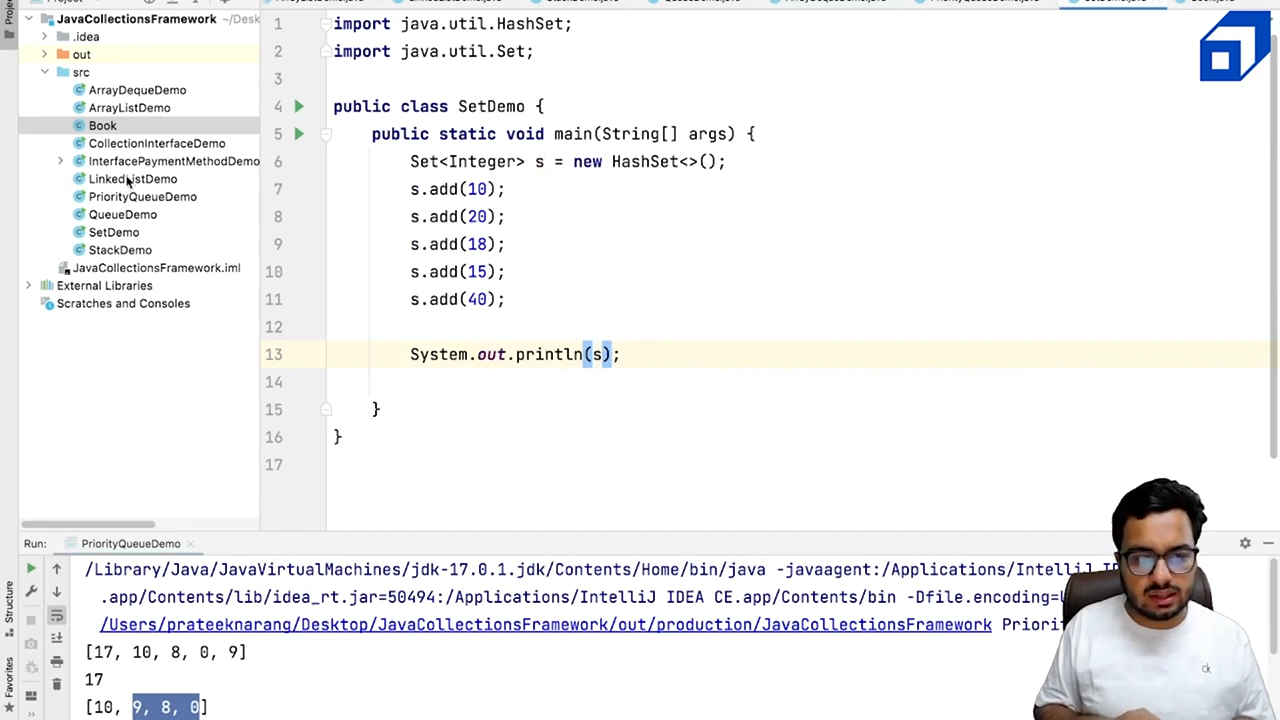 JavaCollectionsFramework ~/Desk
.idea
out
src
ArrayDequeDemo
ArrayListDemo
Book
CollectionInterfaceDemo
InterfacePaymentMethodDemo
LinkedListDemo
PriorityQueueDemo
QueueDemo
SetDemo
StackDemo
JavaCollectionsFramework.iml
External Libraries
Scratches and Consoles
1 import java.util.HashSet;
2 import java.util.Set;
3
4 public class SetDemo {
5 public static void main(String[] args) {
6 Set<Integer> s = new HashSet<>();
7 s.add(10);
8 s.add(20);
9 s.add(18);
10 s.add(15);
11 s.add(40);
12
13 System.out.println(s);
14
15 }
16 }
17
Run: PriorityQueueDemo
/Library/Java/JavaVirtualMachines/jdk-17.0.1.jdk/Contents/Home/bin/java -javaagent:/Applications/IntelliJ ID
.app/Contents/lib/idea_rt.jar=50494:/Applications/IntelliJ IDEA CE.app/Contents/bin -Dfile.encoding=
/Users/prateeknarang/Desktop/JavaCollectionsFramework/out/production/JavaCollectionsFramework Priori
[17, 10, 8, 0, 9]
17
[10, 9, 8, 0]
Structure
Favorites
ck